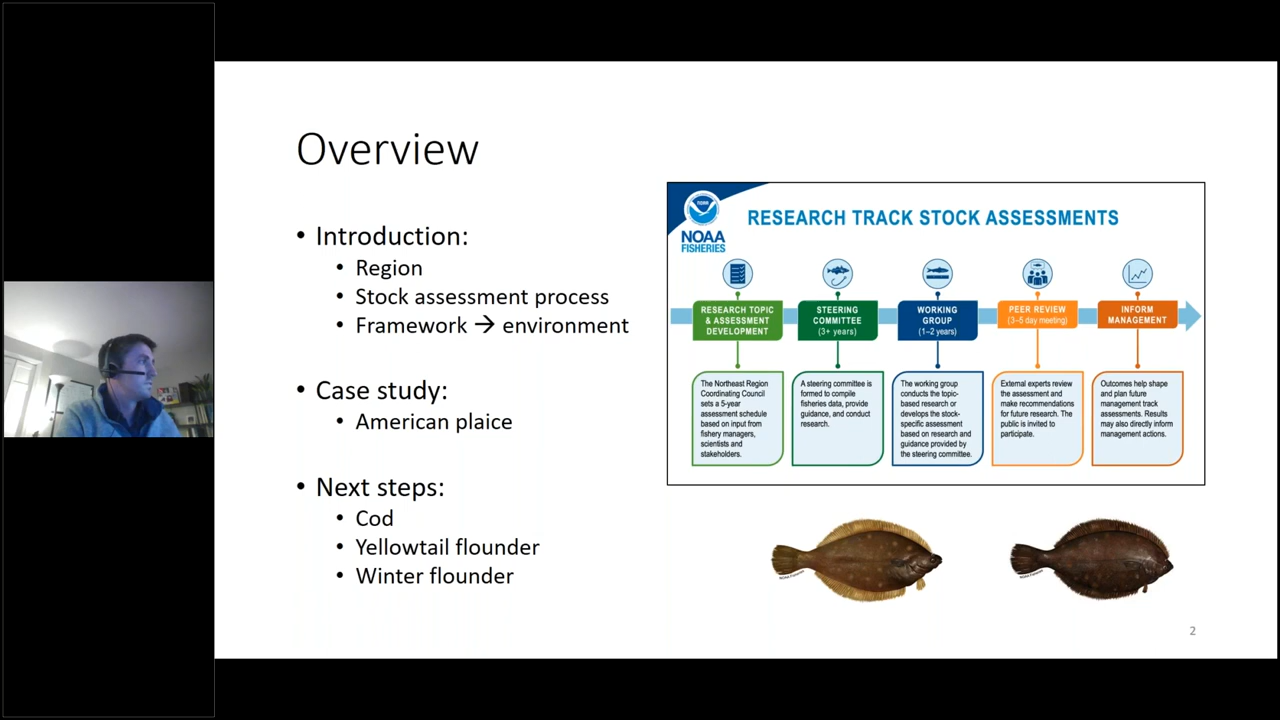 Overview
• Introduction:
• Region
• Stock assessment process
• Framework → environment
• Case study:
• American plaice
• Next steps:
• Cod
• Yellowtail flounder
• Winter flounder
NOAA
NOAA
FISHERIES
RESEARCH TRACK STOCK ASSESSMENTS
RESEARCH TOPIC
& ASSESSMENT
DEVELOPMENT
The Northeast Region
Coordinating Council
sets a 5-year
assessment schedule
based on input from
fishery managers,
scientists and
stakeholders.
STEERING
COMMITTEE
(3+ years)
A steering committee is
formed to compile
fisheries data, provide
guidance, and conduct
research.
WORKING
GROUP
(1–2 years)
The working group
conducts the topic-
based research or
develops the stock-
specific assessment
based on research and
guidance provided by
the steering committee.
PEER REVIEW
(3–5 day meeting)
External experts review
the assessment and
make recommendations
for future research. The
public is invited to
participate.
INFORM
MANAGEMENT
Outcomes help shape
and plan future
management track
assessments. Results
may also directly inform
management actions.
NOAA Fisheries
NOAA Fisheries
2